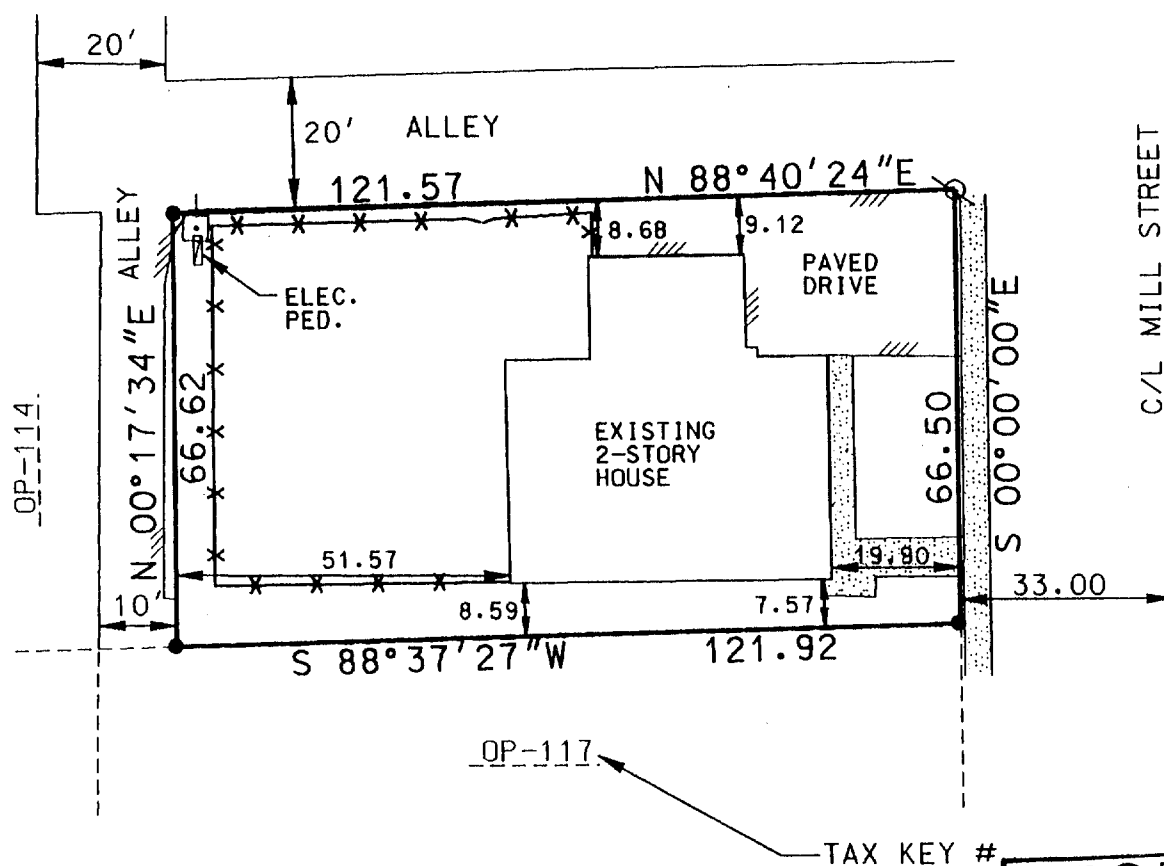 20'
20' ALLEY
ALLEY
121.57
N 88°40'24"E
8.68
9.12
PAVED
DRIVE
ELEC.
PED.
C/L MILL STREET
N 00°17'34"E
66.62
OP-114
EXISTING
2-STORY
HOUSE
66.50
S 00°00'00"E
51.57
19.80
33.00
10'
8.59
7.57
S 88°37'27"W
121.92
OP-117
TAX KEY #